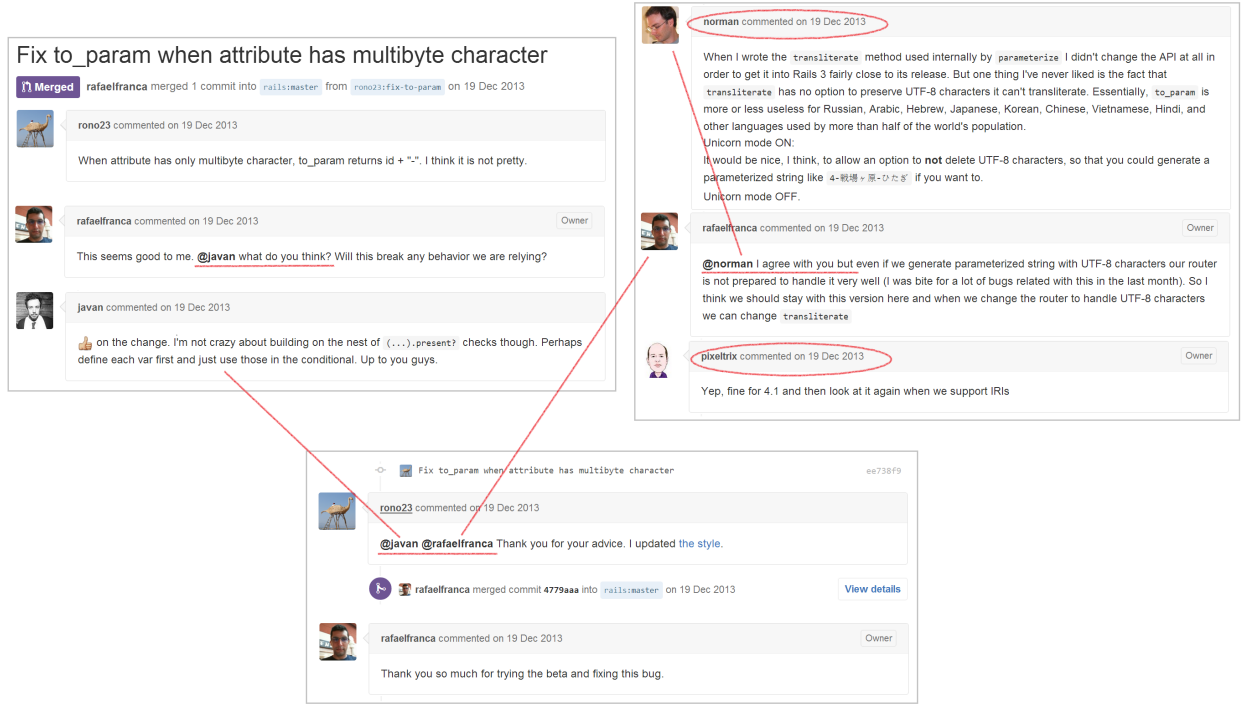 Fix to_param when attribute has multibyte character
Merged rafaelfranca merged 1 commit into rails:master from rono23:fix-to-param on 19 Dec 2013
rono23 commented on 19 Dec 2013
When attribute has only multibyte character, to_param returns id + "-". I think it is not pretty.
rafaelfranca commented on 19 Dec 2013 Owner
This seems good to me. @javan what do you think? Will this break any behavior we are relying?
javan commented on 19 Dec 2013
👍 on the change. I'm not crazy about building on the nest of (...).present? checks though. Perhaps
define each var first and just use those in the conditional. Up to you guys.
norman commented on 19 Dec 2013
When I wrote the transliterate method used internally by parameterize I didn't change the API at all in
order to get it into Rails 3 fairly close to its release. But one thing I've never liked is the fact that
transliterate has no option to preserve UTF-8 characters it can't transliterate. Essentially, to_param is
more or less useless for Russian, Arabic, Hebrew, Japanese, Korean, Chinese, Vietnamese, Hindi, and
other languages used by more than half of the world's population.
Unicorn mode ON:
It would be nice, I think, to allow an option to not delete UTF-8 characters, so that you could generate a
parameterized string like 4-戦場ヶ原-ひたぎ if you want to.
Unicorn mode OFF.
rafaelfranca commented on 19 Dec 2013 Owner
@norman I agree with you but even if we generate parameterized string with UTF-8 characters our router
is not prepared to handle it very well (I was bite for a lot of bugs related with this in the last month). So I
think we should stay with this version here and when we change the router to handle UTF-8 characters
we can change transliterate
pixeltrix commented on 19 Dec 2013 Owner
Yep, fine for 4.1 and then look at it again when we support IRIs
Fix to_param when attribute has multibyte character ee738f9
rono23 commented on 19 Dec 2013
@javan @rafaelfranca Thank you for your advice. I updated the style.
rafaelfranca merged commit 4779aaa into rails:master on 19 Dec 2013 View details
rafaelfranca commented on 19 Dec 2013 Owner
Thank you so much for trying the beta and fixing this bug.